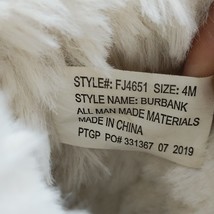 STYLE#: FJ4651 SIZE: 4M
STYLE NAME: BURBANK
ALL MAN MADE MATERIALS
MADE IN CHINA
PTGP PO# 331367 07 2019